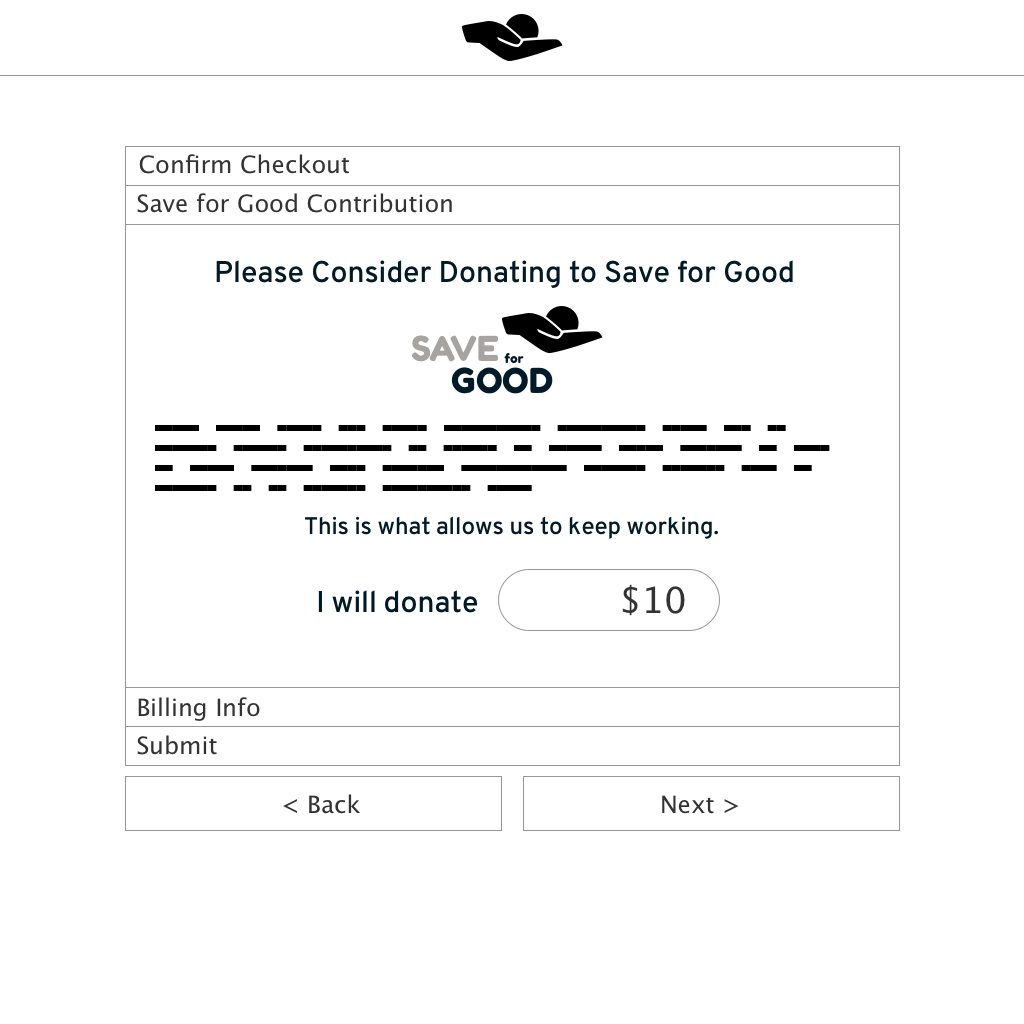 Confirm Checkout
Save for Good Contribution
Please Consider Donating to Save for Good
SAVE for
GOOD
This is what allows us to keep working.
I will donate $10
Billing Info
Submit
< Back Next >